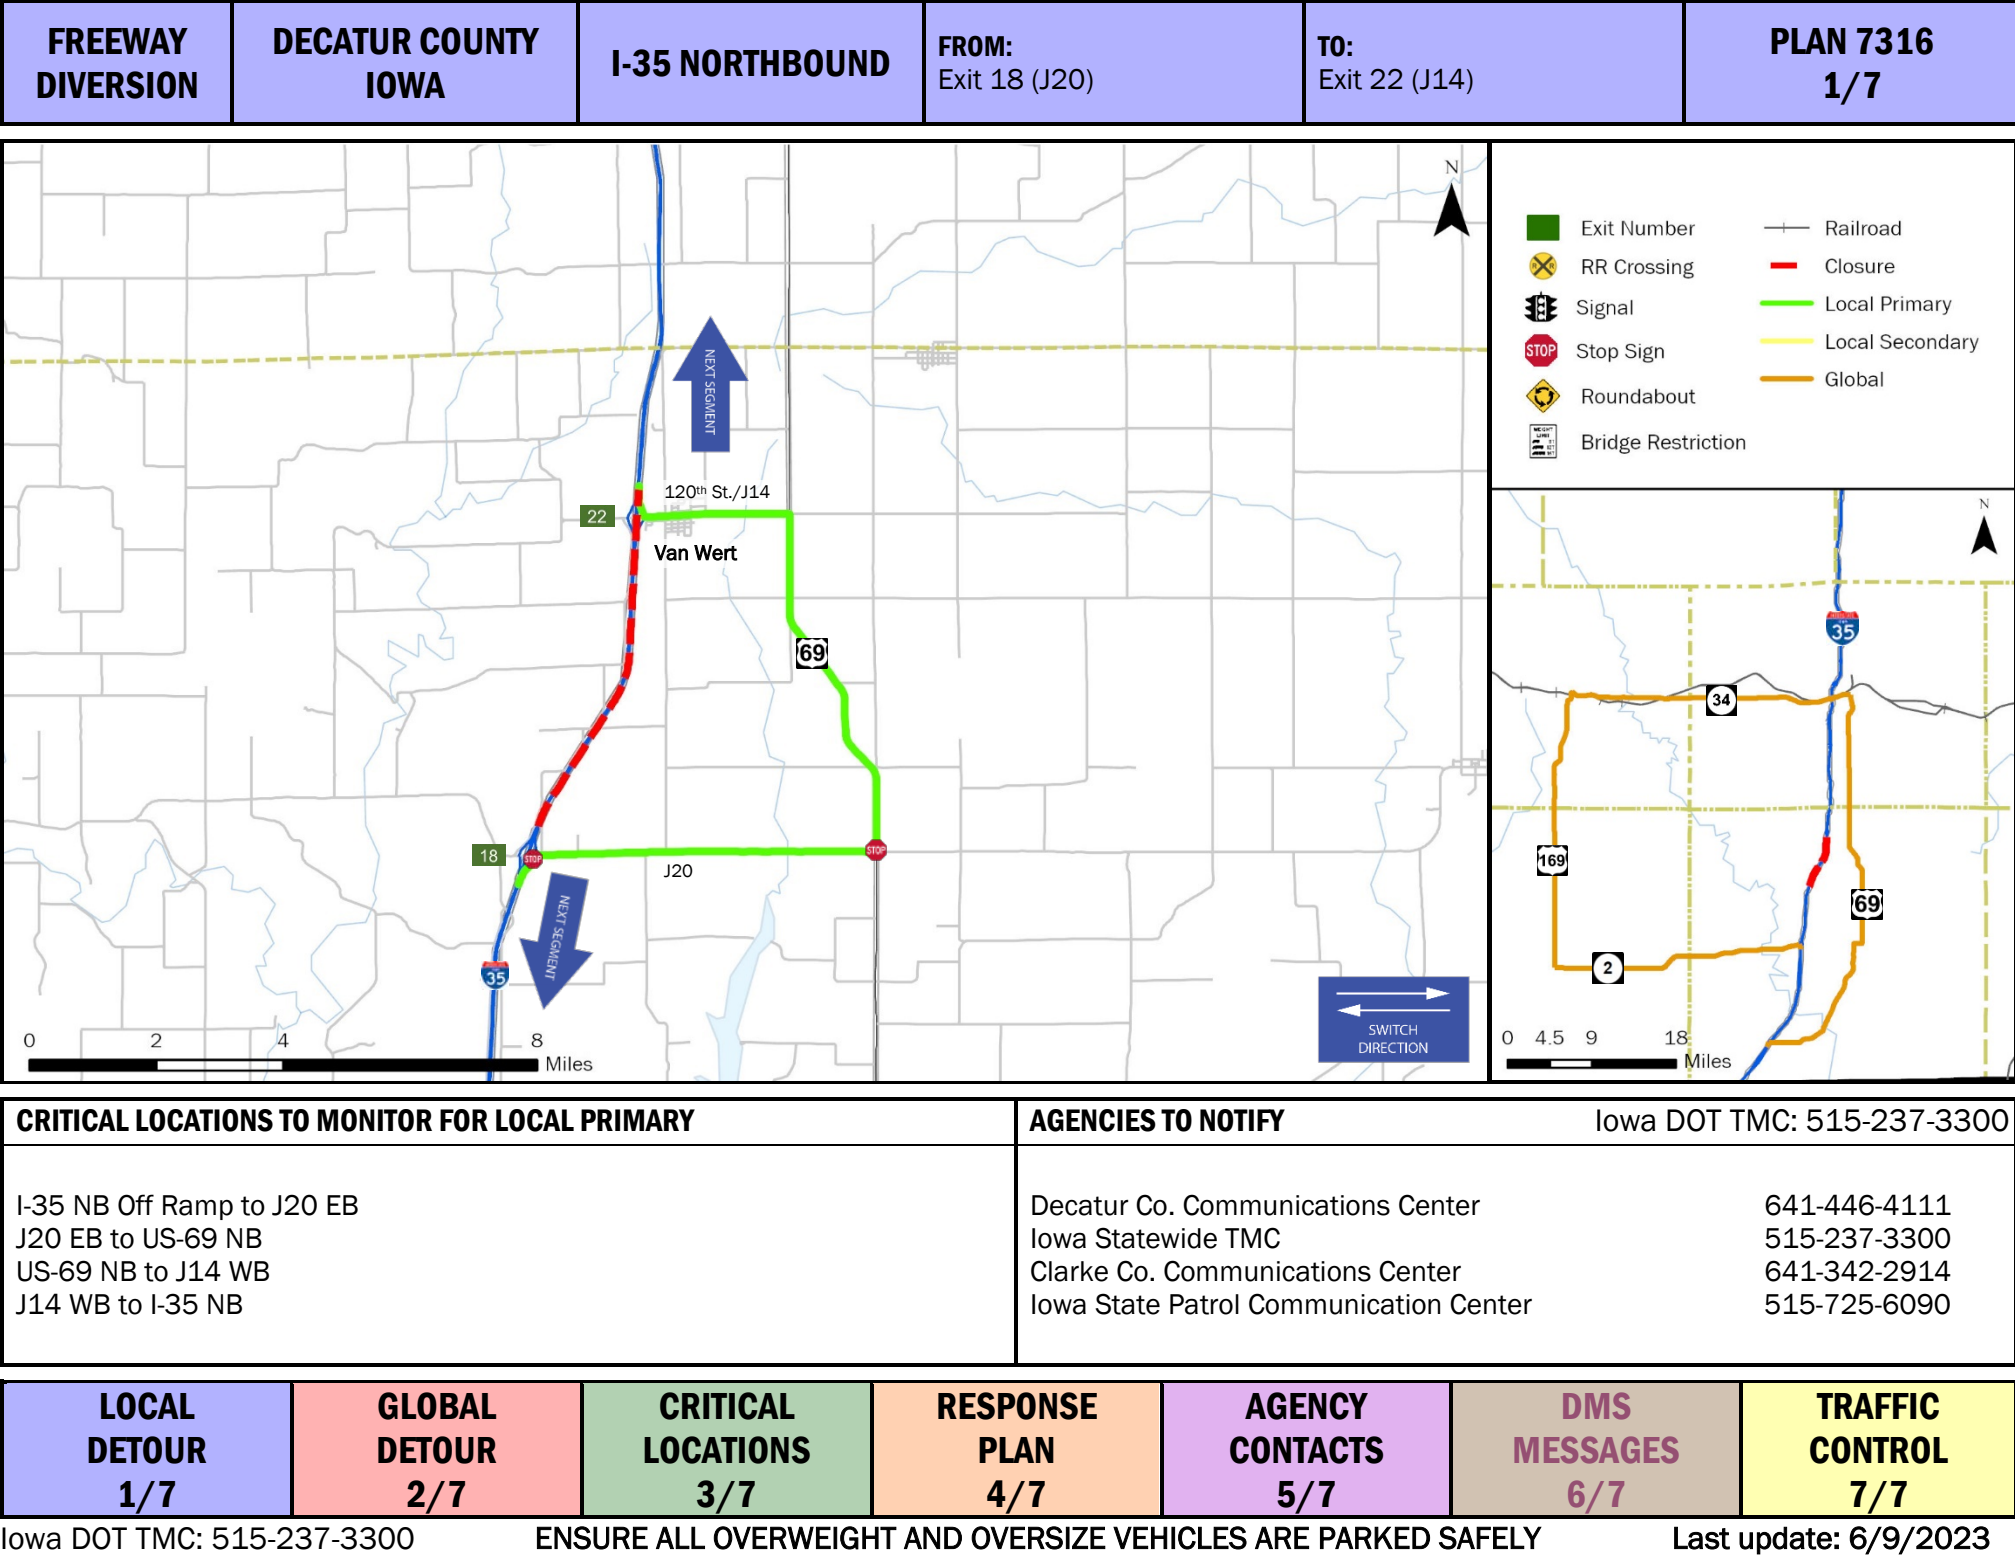 FREEWAY
DIVERSION
DECATUR COUNTY
IOWA
I-35 NORTHBOUND
FROM:
Exit 18 (J20)
TO:
Exit 22 (J14)
PLAN 7316
1/7
N
NEXT SEGMENT
120th St./J14
22
Van Wert
69
18
STOP
STOP
J20
NEXT SEGMENT
35
0 2 4 8
Miles
SWITCH
DIRECTION
Exit Number
RR Crossing
Signal
STOP
Stop Sign
Roundabout
WEIGHT
LIMIT
Bridge Restriction
Railroad
Closure
Local Primary
Local Secondary
Global
N
35
34
169
69
2
0 4.5 9 18
Miles
CRITICAL LOCATIONS TO MONITOR FOR LOCAL PRIMARY
I-35 NB Off Ramp to J20 EB
J20 EB to US-69 NB
US-69 NB to J14 WB
J14 WB to I-35 NB
AGENCIES TO NOTIFY Iowa DOT TMC: 515-237-3300
Decatur Co. Communications Center 641-446-4111
Iowa Statewide TMC 515-237-3300
Clarke Co. Communications Center 641-342-2914
Iowa State Patrol Communication Center 515-725-6090
LOCAL
DETOUR
1/7
GLOBAL
DETOUR
2/7
CRITICAL
LOCATIONS
3/7
RESPONSE
PLAN
4/7
AGENCY
CONTACTS
5/7
DMS
MESSAGES
6/7
TRAFFIC
CONTROL
7/7
Iowa DOT TMC: 515-237-3300 ENSURE ALL OVERWEIGHT AND OVERSIZE VEHICLES ARE PARKED SAFELY Last update: 6/9/2023